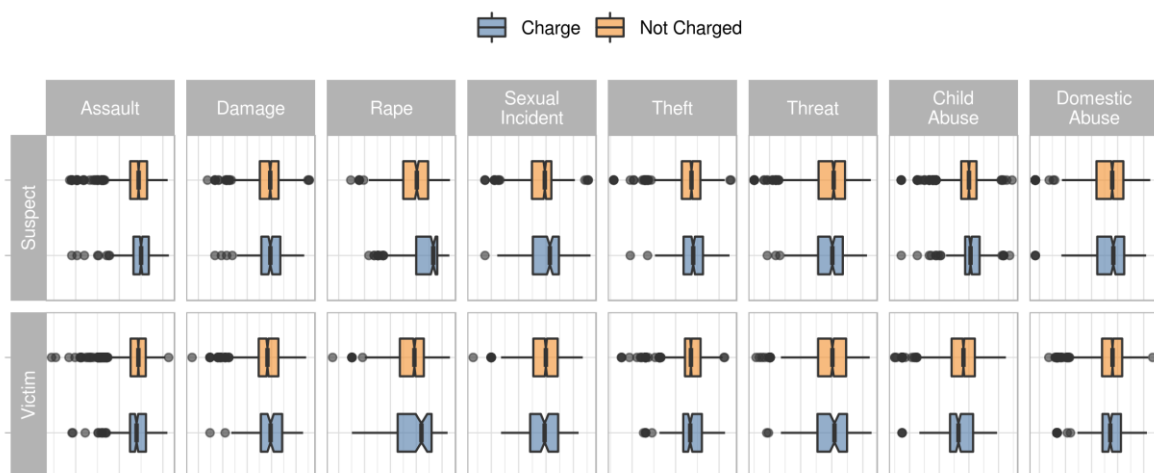 Charge Not Charged
Assault Damage Rape Sexual Incident Theft Threat Child Abuse Domestic Abuse
Suspect
Victim